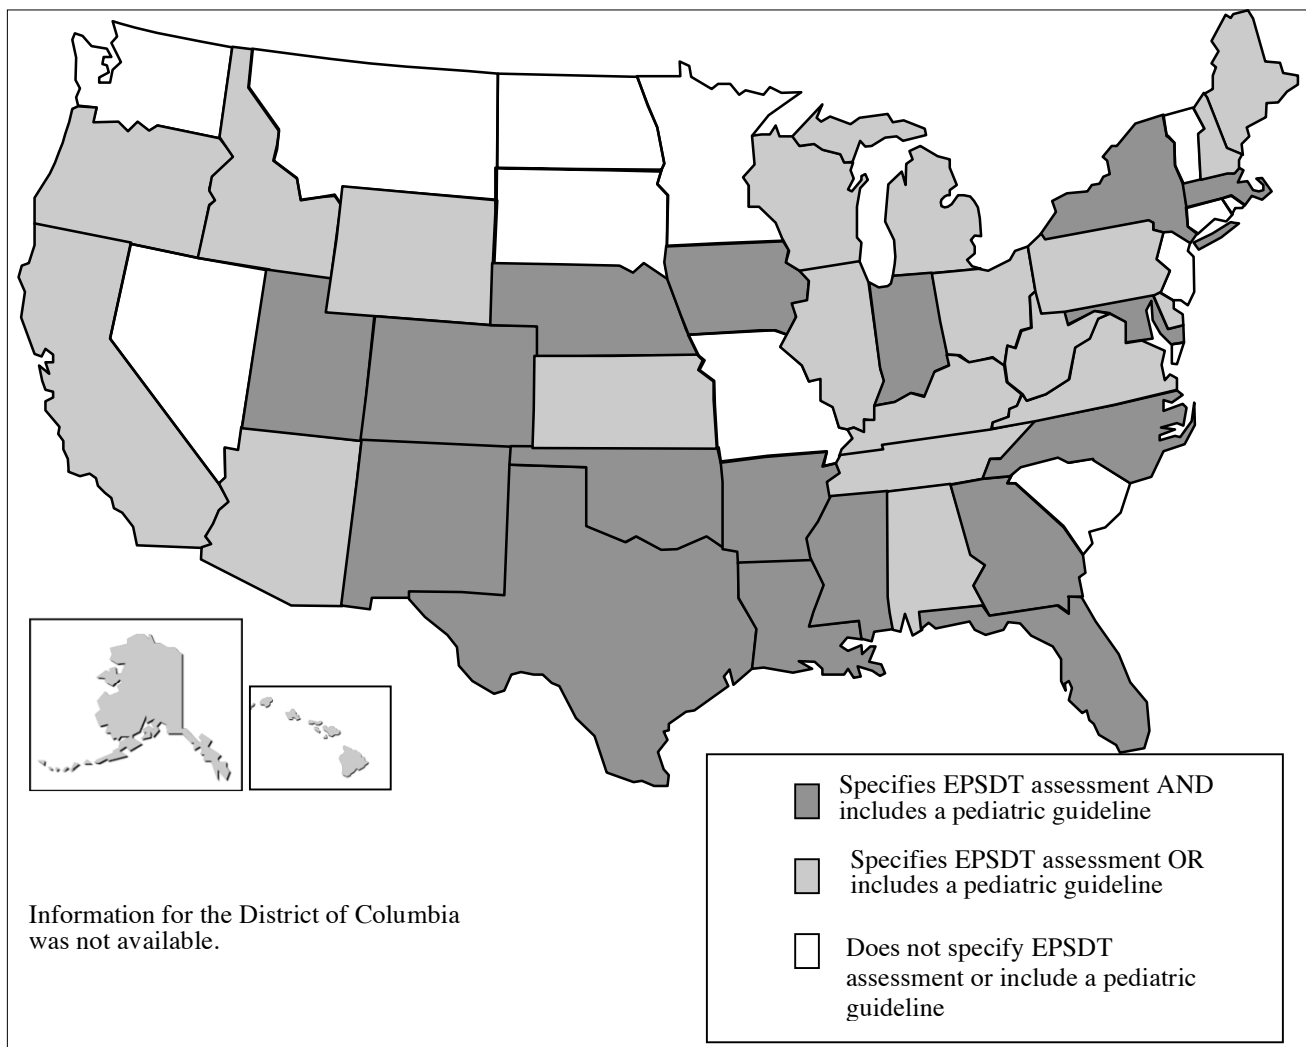 Specifies EPSDT assessment AND
includes a pediatric guideline
Specifies EPSDT assessment OR
includes a pediatric guideline
Information for the District of Columbia
was not available.
Does not specify EPSDT
assessment or include a pediatric
guideline